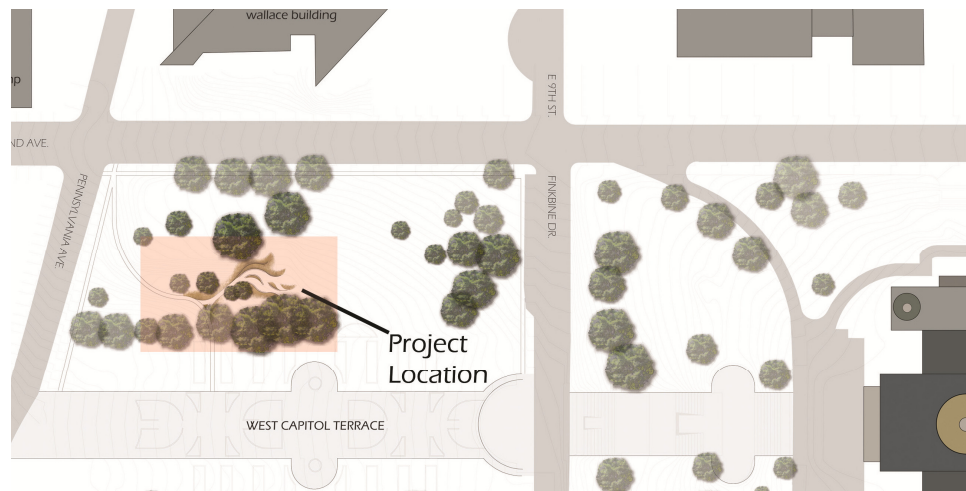 wallace building
E 9TH ST.
ND AVE.
PENNSYLVANIA AVE.
FINKBINE DR.
Project
Location
WEST CAPITOL TERRACE